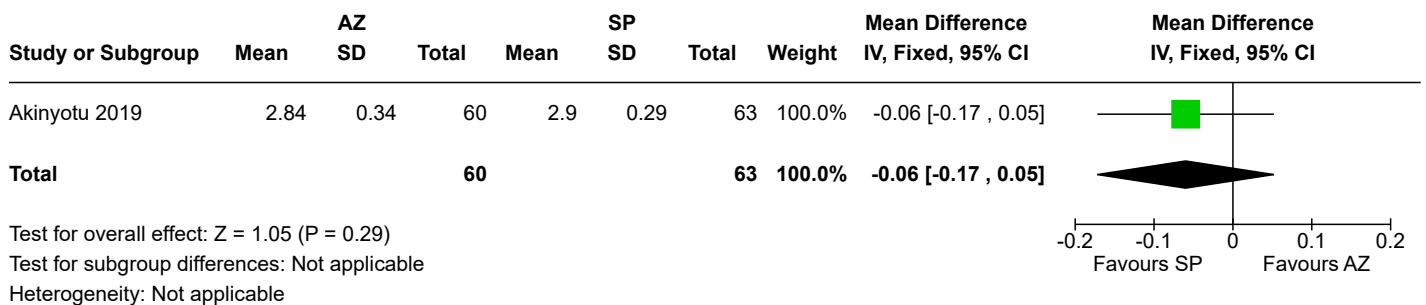 AZ SP Mean Difference Mean Difference
Study or Subgroup Mean SD Total Mean SD Total Weight IV, Fixed, 95% CI IV, Fixed, 95% CI
Akinyotu 2019 2.84 0.34 60 2.9 0.29 63 100.0% -0.06 [-0.17 , 0.05]
Total 60 63 100.0% -0.06 [-0.17 , 0.05]
Test for overall effect: Z = 1.05 (P = 0.29)
Test for subgroup differences: Not applicable
Heterogeneity: Not applicable
-0.2 -0.1 0 0.1 0.2
Favours SP Favours AZ